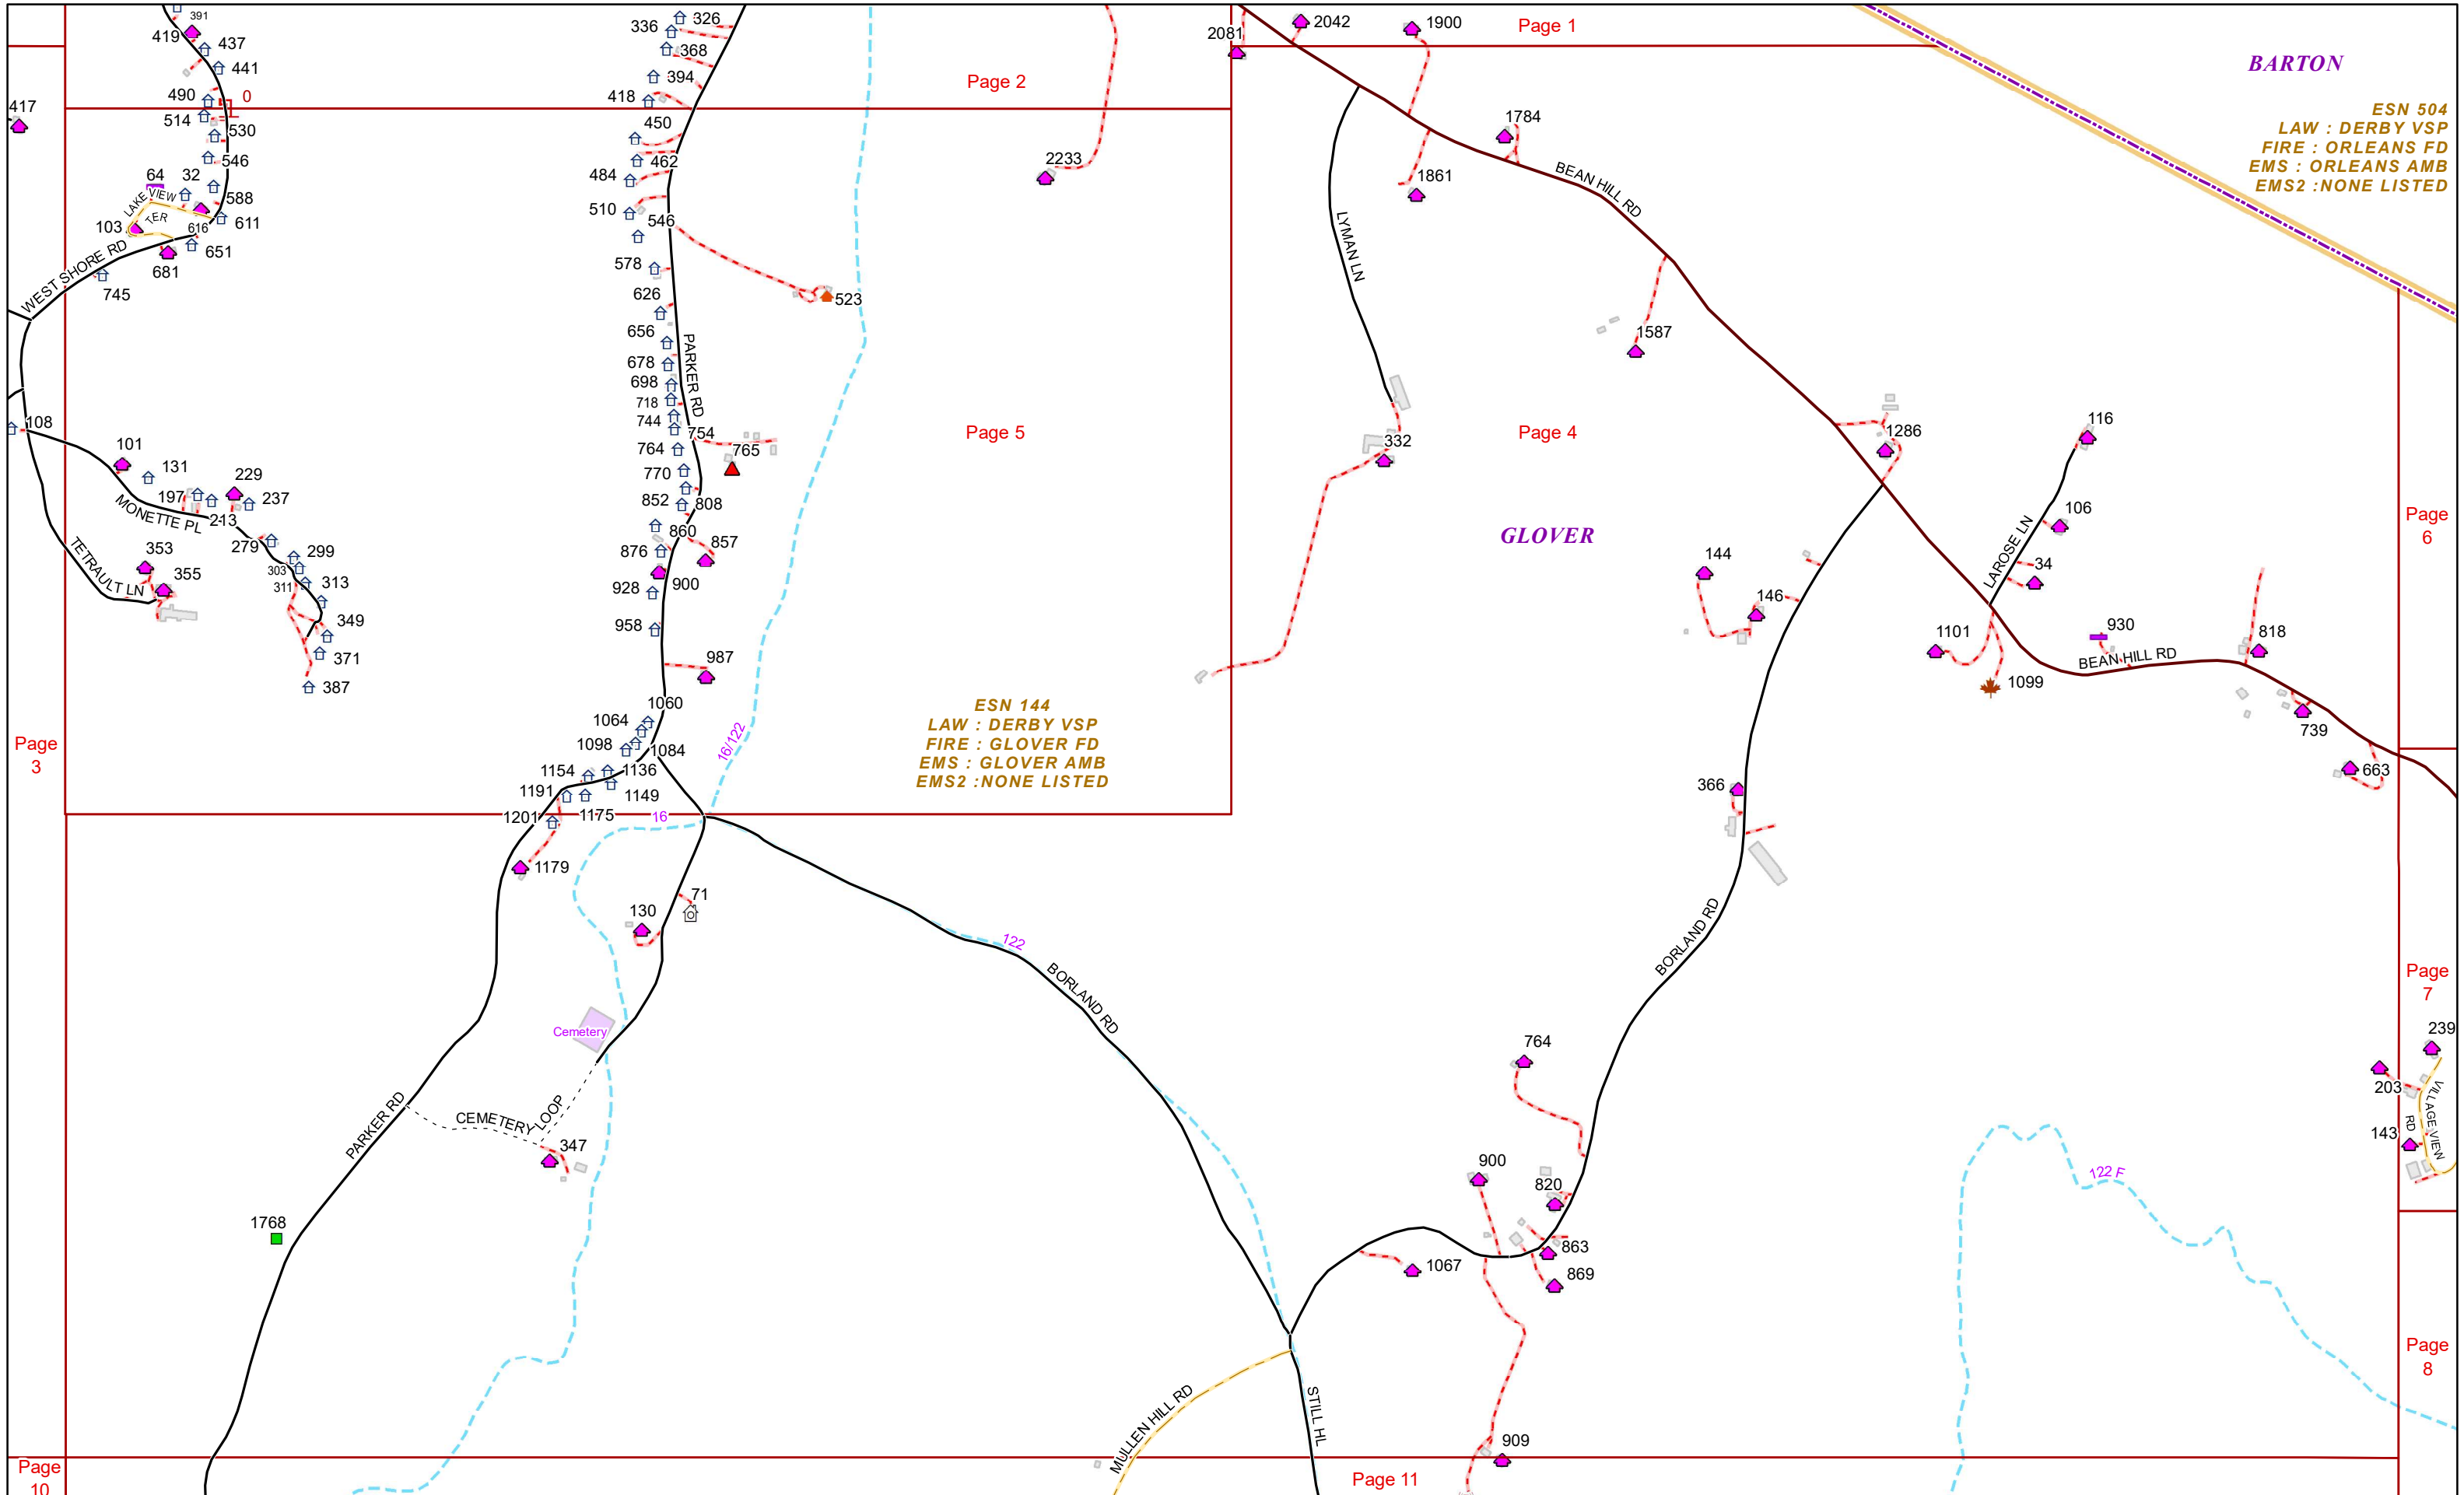 391
419
437
441
490
0
514
530
546
64
32
588
LAKE VIEW
TER
103
616
611
651
681
WEST SHORE RD
745
417
326
336
368
394
418
450
462
484
510
546
578
626
656
678
698
718
744
754
764
765
770
852
808
860
857
876
900
928
958
987
PARKER RD
523
2233
Page 2
Page 5
2081
2042
1900
Page 1
1784
1861
BEAN HILL RD
LYMAN LN
1587
332
Page 4
GLOVER
BARTON
ESN 504
LAW : DERBY VSP
FIRE : ORLEANS FD
EMS : ORLEANS AMB
EMS2 :NONE LISTED
1286
116
106
34
LAROSE LN
144
146
1101
1099
930
818
BEAN HILL RD
739
663
366
Page
6
108
101
131
197
213
229
237
MONETTE PL
279
299
303
311
313
349
371
387
353
355
TETRAULT LN
Page
3
1060
1064
1098
1084
1154
1136
1149
1191
1175
1201
1179
16/122
16
ESN 144
LAW : DERBY VSP
FIRE : GLOVER FD
EMS : GLOVER AMB
EMS2 :NONE LISTED
71
130
122
BORLAND RD
BORLAND RD
Cemetery
CEMETERY LOOP
347
PARKER RD
1768
764
900
820
863
869
1067
909
Page
7
239
203
143
VILLAGE VIEW
RD
122 F
Page
8
MULLEN HILL RD
STILL HL
Page
10
Page 11